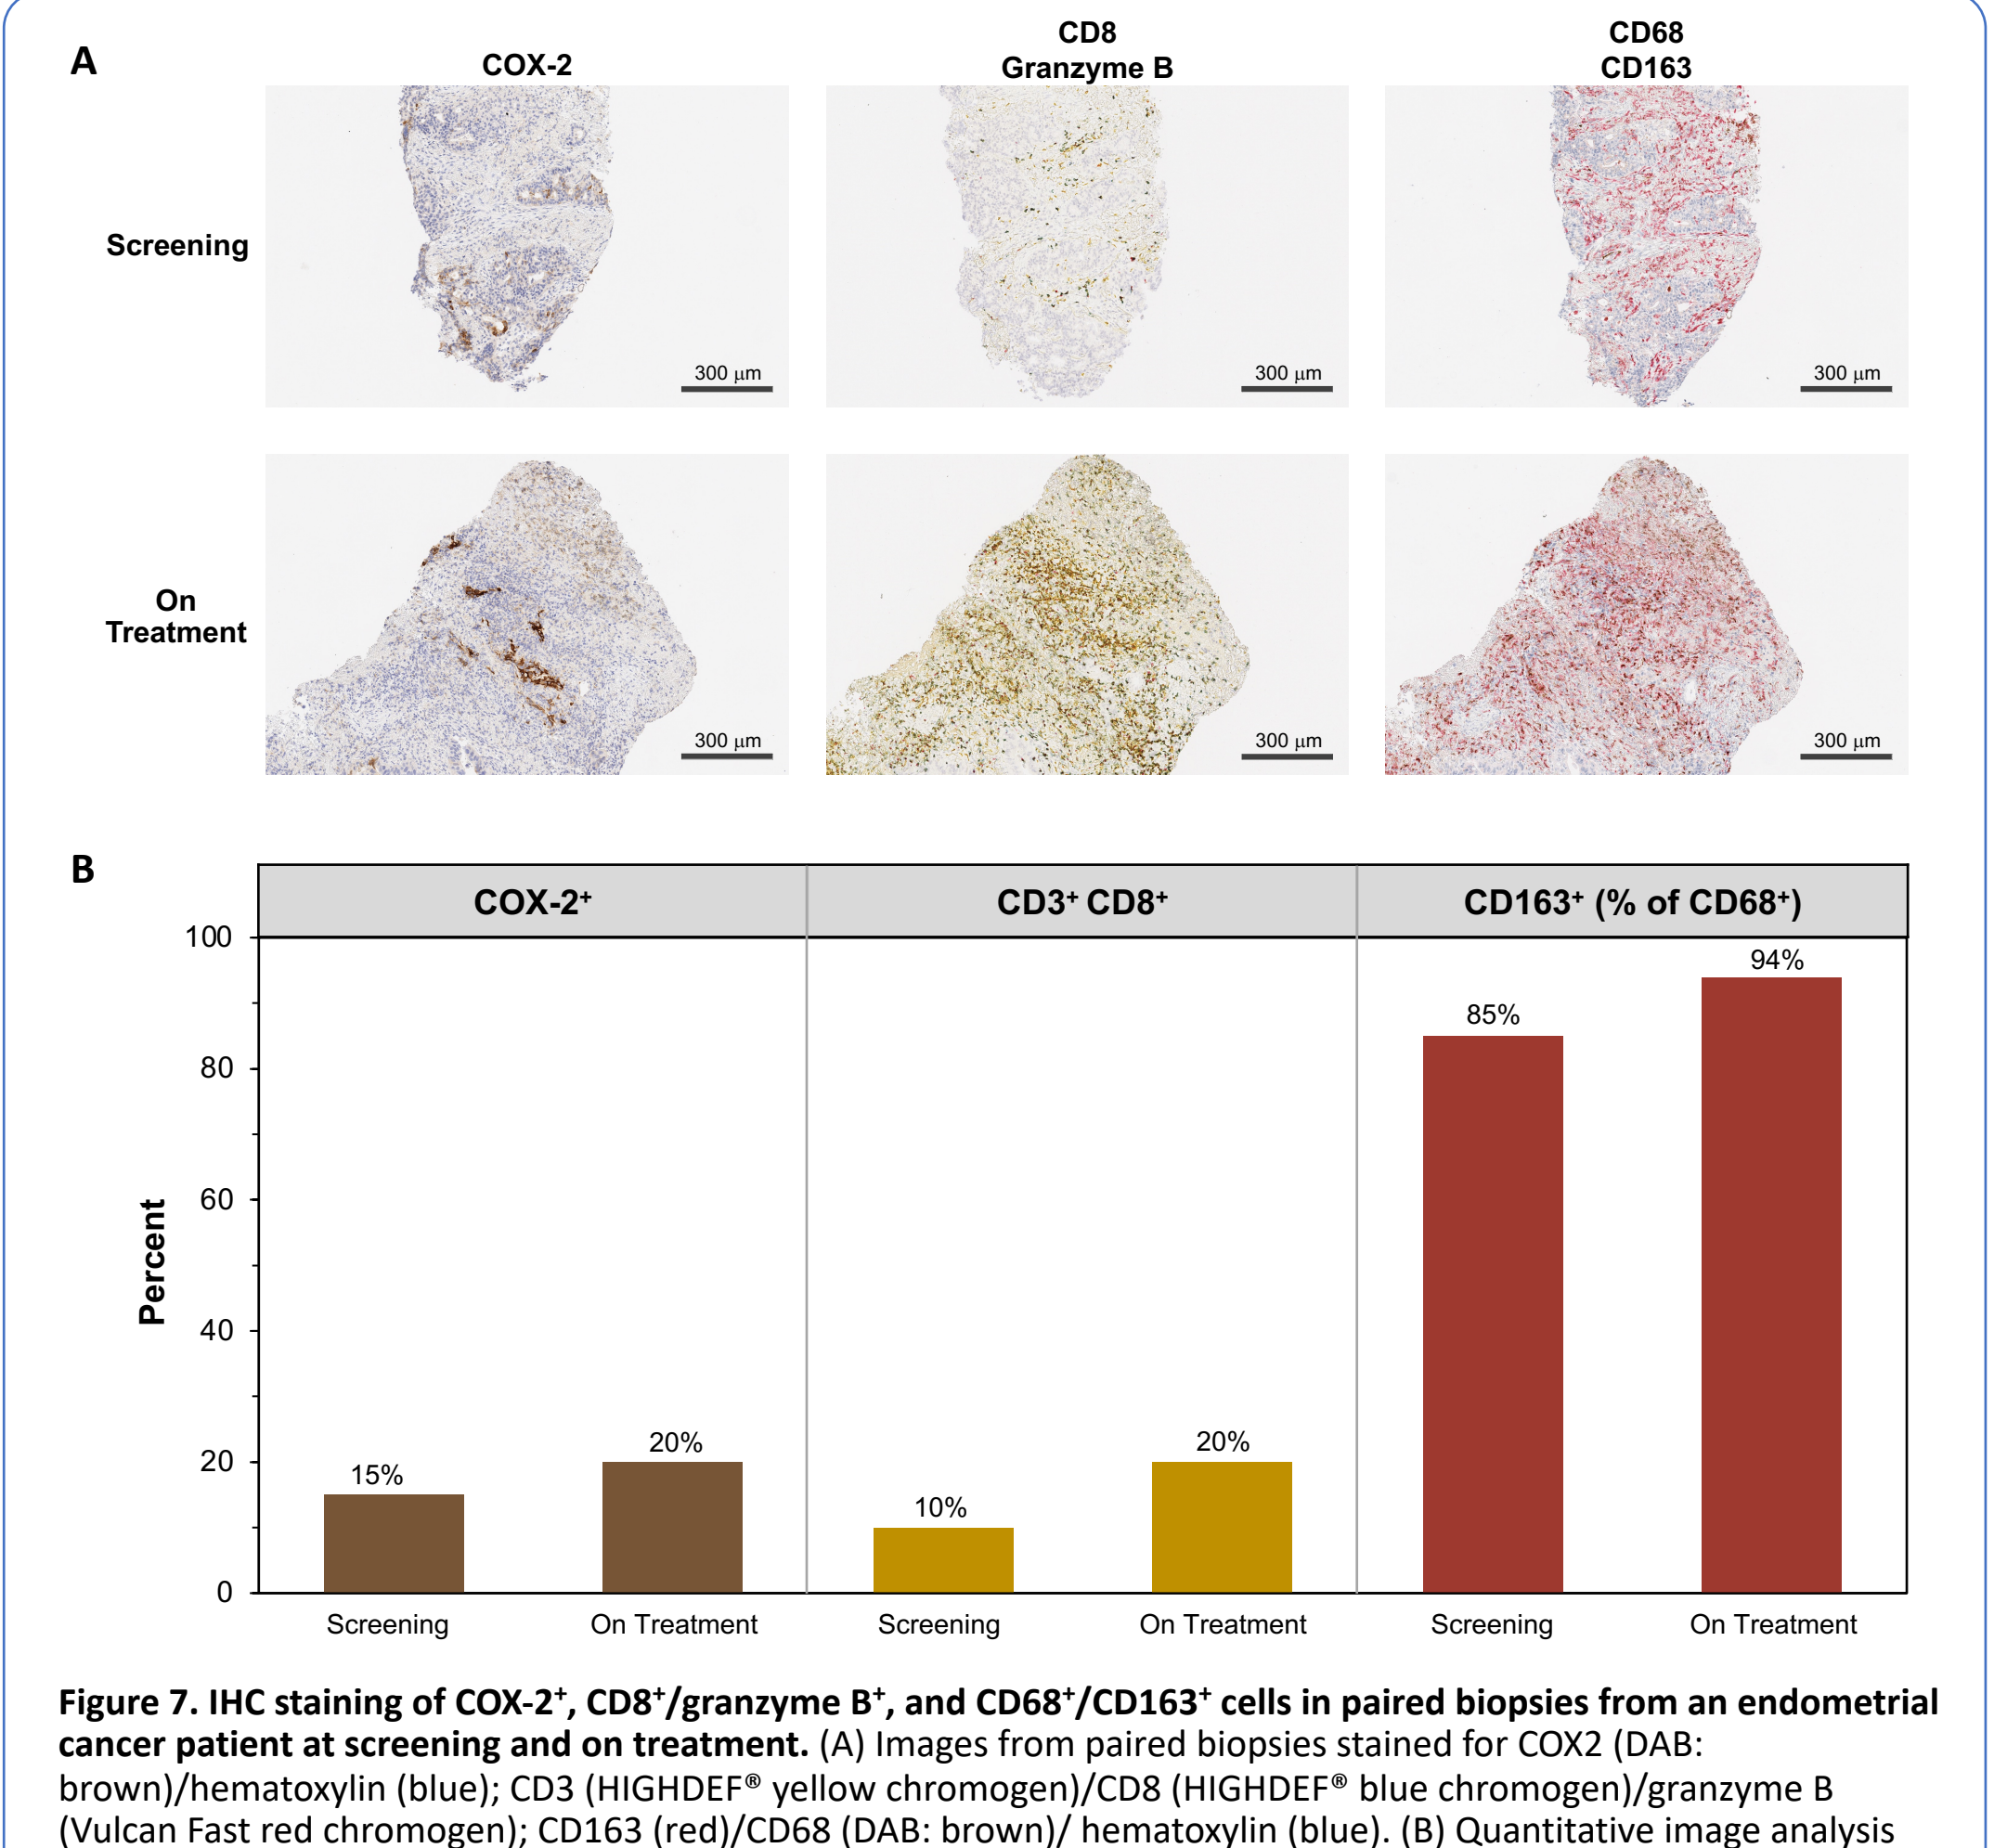 A
COX-2
CD8
Granzyme B
CD68
CD163
Screening
300 μm
300 μm
300 μm
On
Treatment
300 μm
300 μm
300 μm
B
COX-2⁺
CD3⁺ CD8⁺
CD163⁺ (% of CD68⁺)
Percent
100
80
60
40
20
0
15%
20%
10%
20%
85%
94%
Screening
On Treatment
Screening
On Treatment
Screening
On Treatment
Figure 7. IHC staining of COX-2⁺, CD8⁺/granzyme B⁺, and CD68⁺/CD163⁺ cells in paired biopsies from an endometrial
cancer patient at screening and on treatment. (A) Images from paired biopsies stained for COX2 (DAB:
brown)/hematoxylin (blue); CD3 (HIGHDEF® yellow chromogen)/CD8 (HIGHDEF® blue chromogen)/granzyme B
(Vulcan Fast red chromogen); CD163 (red)/CD68 (DAB: brown)/ hematoxylin (blue). (B) Quantitative image analysis